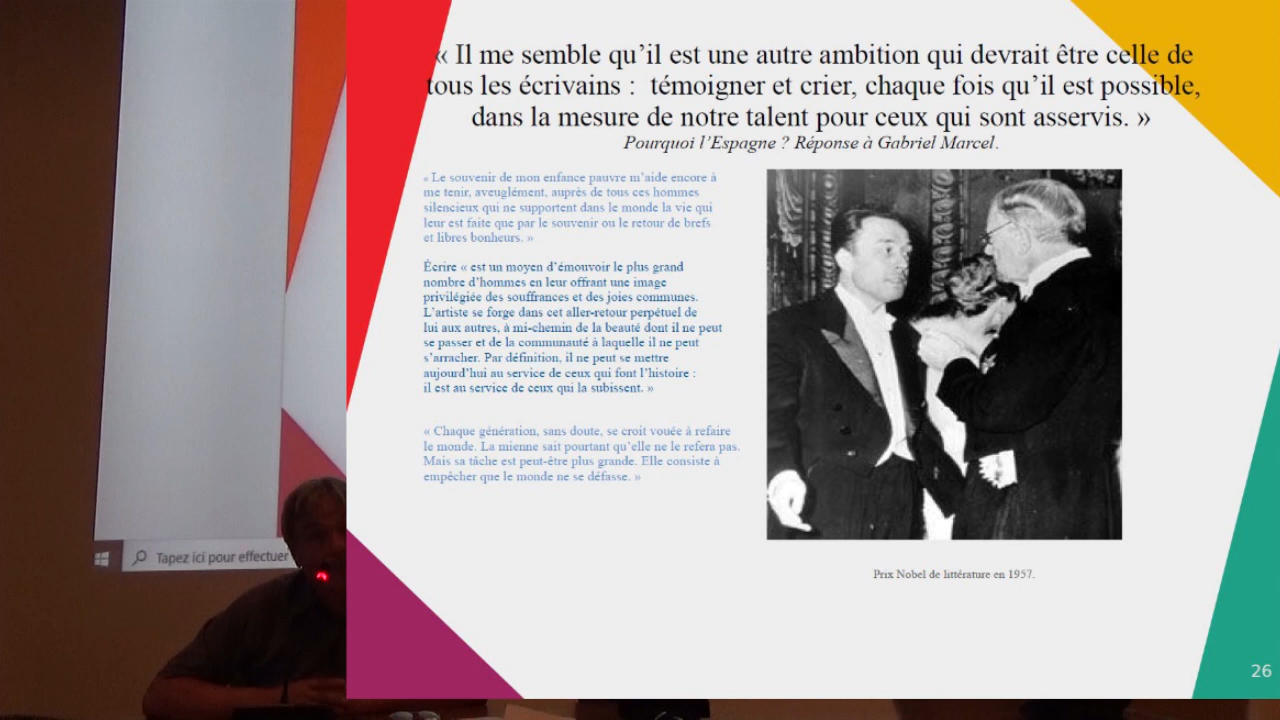 « Il me semble qu’il est une autre ambition qui devrait être celle de
tous les écrivains :  témoigner et crier, chaque fois qu’il est possible,
dans la mesure de notre talent pour ceux qui sont asservis. »
Pourquoi l’Espagne ? Réponse à Gabriel Marcel.
« Le souvenir de mon enfance pauvre m’aide encore à
me tenir, aveuglément, auprès de tous ces hommes
silencieux qui ne supportent dans le monde la vie qui
leur est faite que par le souvenir ou le retour de brefs
et libres bonheurs. »
Écrire « est un moyen d’émouvoir le plus grand
nombre d’hommes en leur offrant une image
privilégiée des souffrances et des joies communes.
L’artiste se forge dans cet aller-retour perpétuel de
lui aux autres, à mi-chemin de la beauté dont il ne peut
se passer et de la communauté à laquelle il ne peut
s’arracher. Par définition, il ne peut se mettre
aujourd’hui au service de ceux qui font l’histoire :
il est au service de ceux qui la subissent. »
« Chaque génération, sans doute, se croit vouée à refaire
le monde. La mienne sait pourtant qu’elle ne le refera pas.
Mais sa tâche est peut-être plus grande. Elle consiste à
empêcher que le monde ne se défasse. »
Prix Nobel de littérature en 1957.
Tapez ici pour effectuer
26